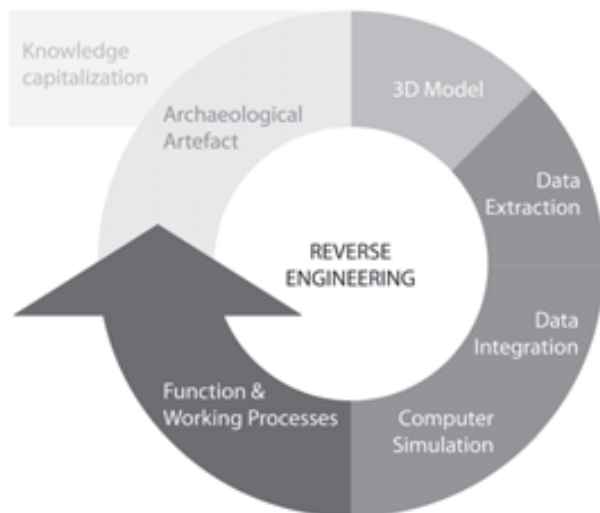 Knowledge
capitalization
Archaeological
Artefact
3D Model
Data
Extraction
REVERSE
ENGINEERING
Data
Integration
Computer
Simulation
Function &
Working Processes